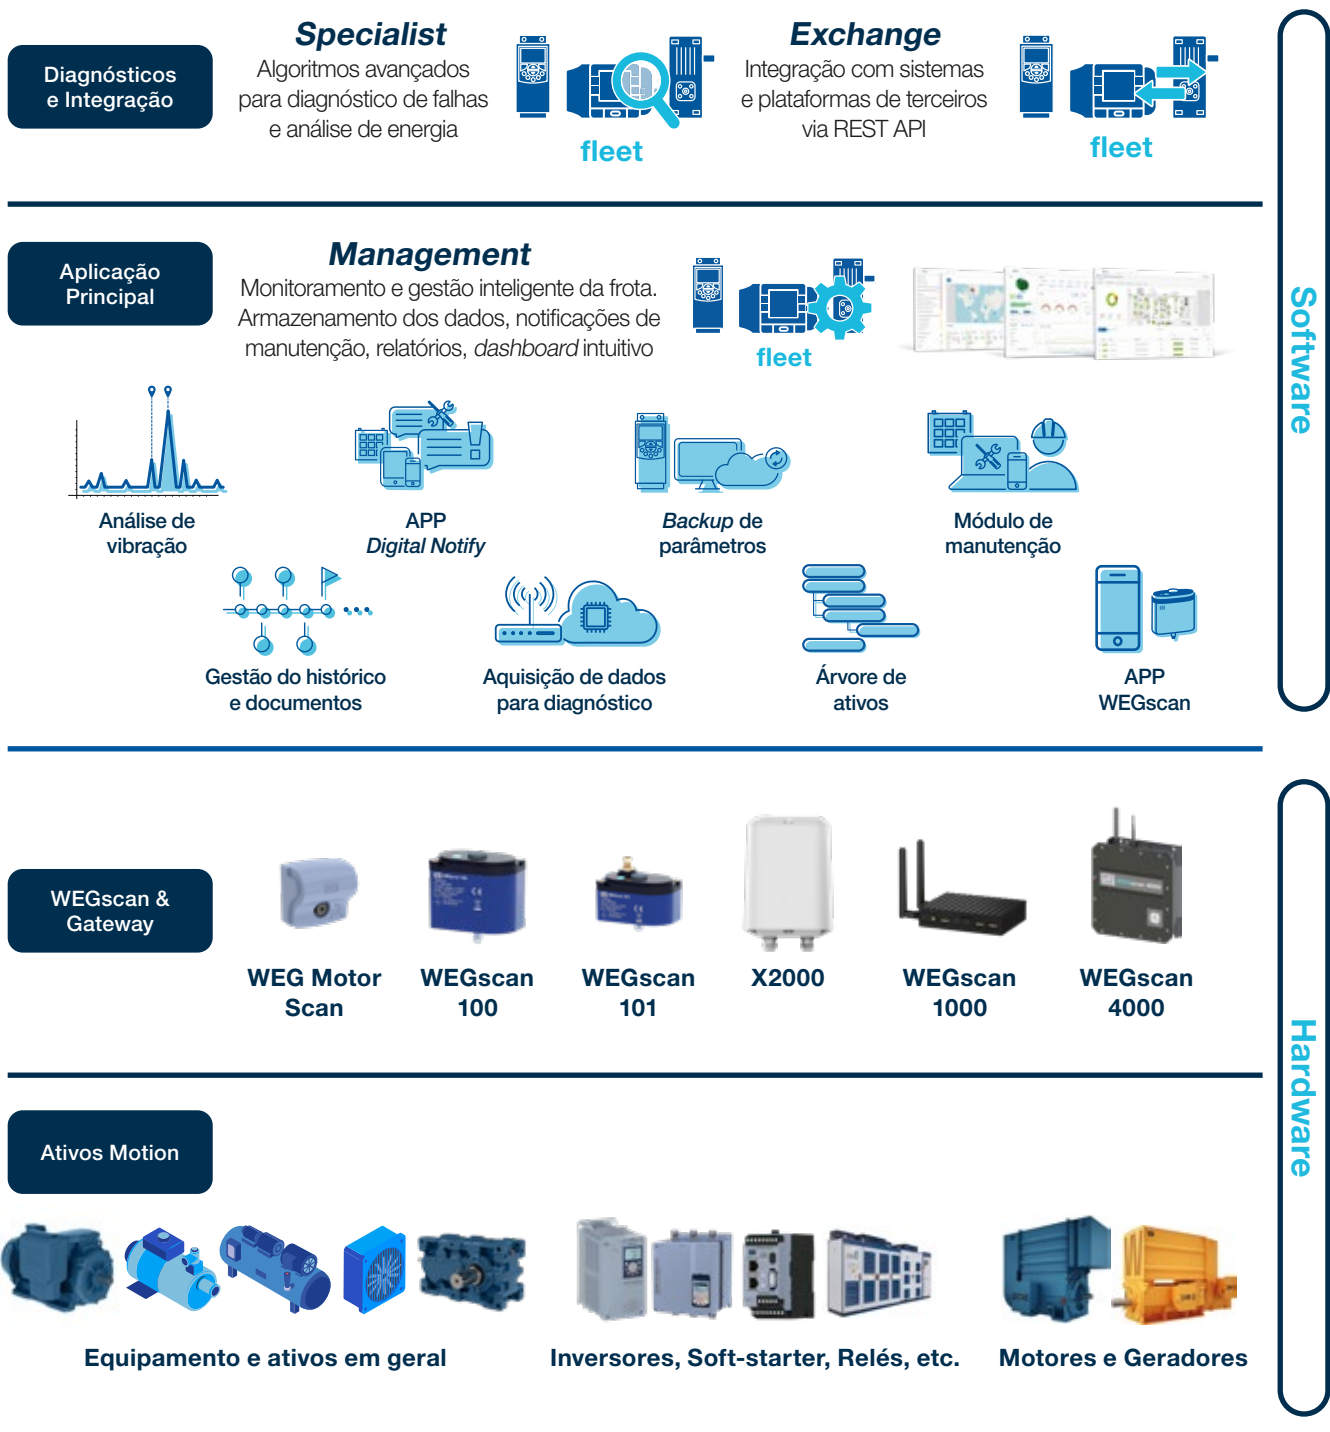 Diagnósticos
e Integração
Specialist
Algoritmos avançados
para diagnóstico de falhas
e análise de energia
fleet
Exchange
Integração com sistemas
e plataformas de terceiros
via REST API
fleet
Software
Aplicação
Principal
Management
Monitoramento e gestão inteligente da frota.
Armazenamento dos dados, notificações de
manutenção, relatórios, dashboard intuitivo
fleet
Análise de
vibração
APP
Digital Notify
Backup de
parâmetros
Módulo de
manutenção
Gestão do histórico
e documentos
Aquisição de dados
para diagnóstico
Árvore de
ativos
APP
WEGscan
Hardware
WEGscan &
Gateway
WEG Motor
Scan
WEGscan
100
WEGscan
101
X2000
WEGscan
1000
WEGscan
4000
Ativos Motion
Equipamento e ativos em geral
Inversores, Soft-starter, Relés, etc.
Motores e Geradores